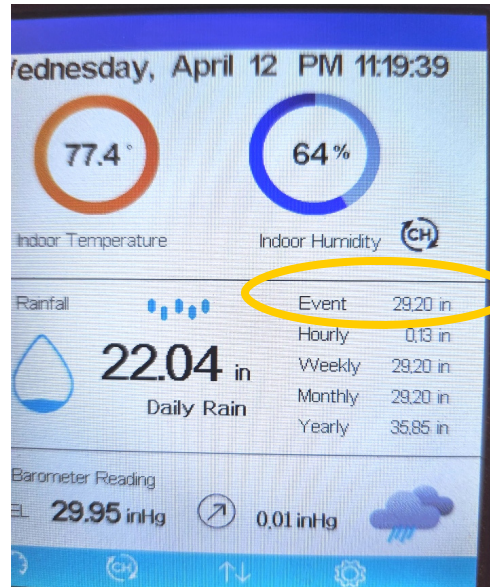 Wednesday, April 12 PM 11:19:39
77.4°
64%
Indoor Temperature
Indoor Humidity
CH
Rainfall
22.04 in
Daily Rain
Event 29.20 in
Hourly 0.13 in
Weekly 29.20 in
Monthly 29.20 in
Yearly 35.85 in
Barometer Reading
29.95 inHg
0.01 inHg
CH